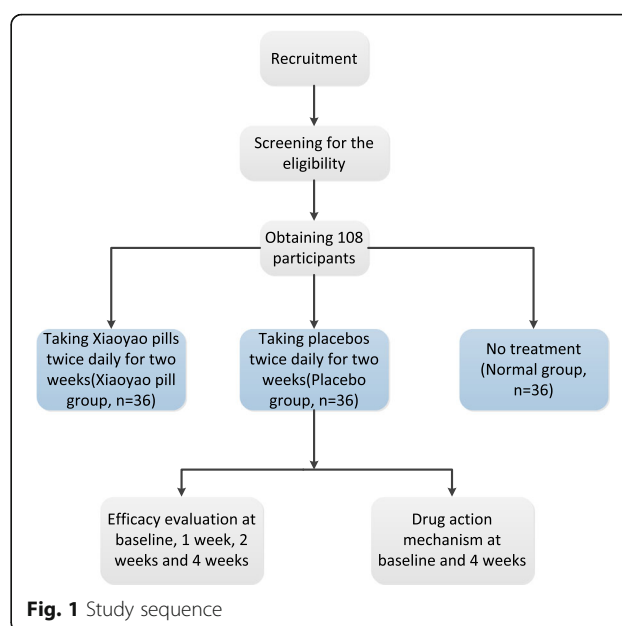 Recruitment
Screening for the
eligibility
Obtaining 108
participants
Taking Xiaoyao pills
twice daily for two
weeks(Xiaoyao pill
group, n=36)
Taking placebos
twice daily for two
weeks(Placebo
group, n=36)
No treatment
(Normal group,
n=36)
Efficacy evaluation at
baseline, 1 week, 2
weeks and 4 weeks
Drug action
mechanism at
baseline and 4 weeks
Fig. 1 Study sequence